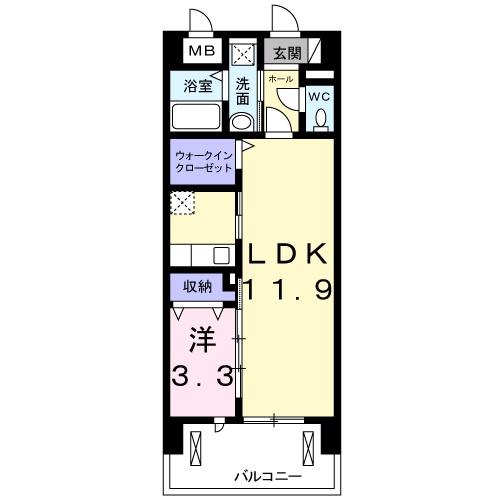 MB
玄関
浴室
洗面
ホール
WC
ウォークイン
クローゼット
LDK
11.9
収納
洋
3.3
バルコニー